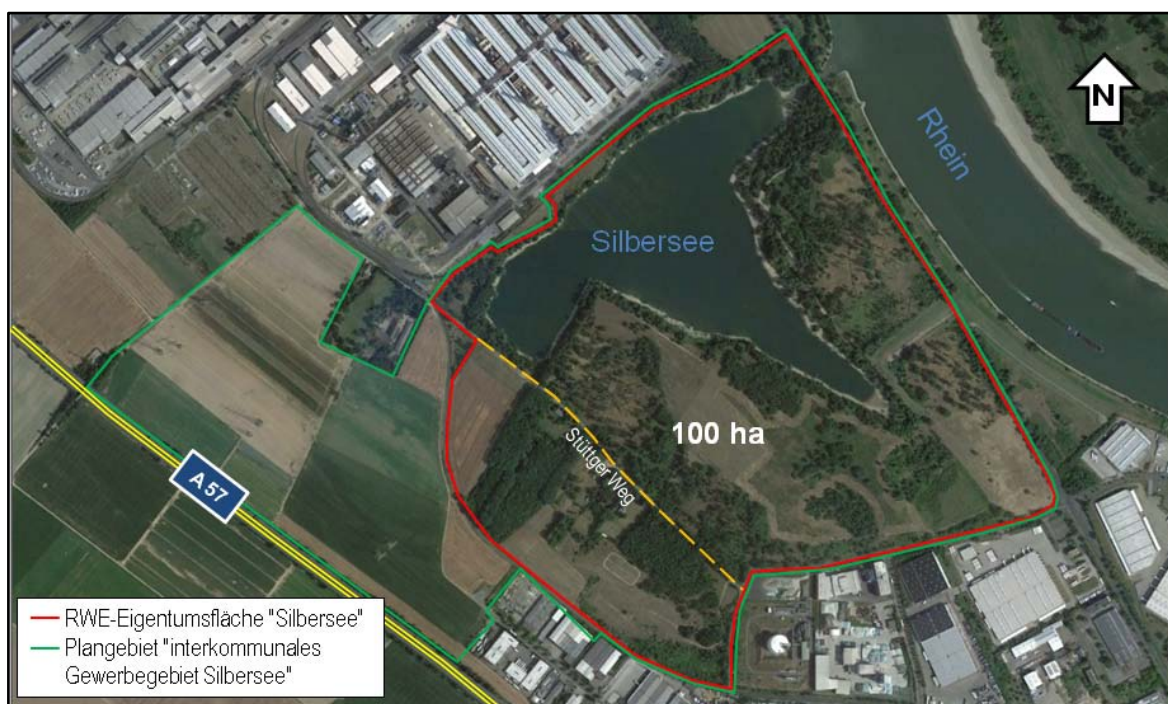 N
Rhein
Silbersee
100 ha
Stüttger Weg
A 57
RWE-Eigentumsfläche "Silbersee"
Plangebiet "interkommunales
Gewerbegebiet Silbersee"